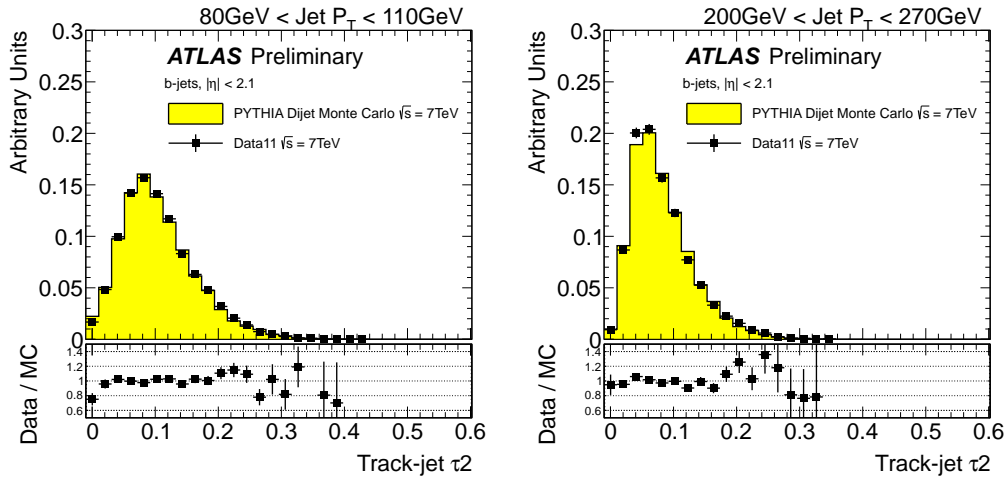 80GeV < Jet P_T < 110GeV
ATLAS Preliminary
b-jets, |η| < 2.1
PYTHIA Dijet Monte Carlo √s = 7TeV
Data11 √s = 7TeV
Arbitrary Units
0.3
0.25
0.2
0.15
0.1
0.05
0
Data / MC
1.4
1.2
1
0.8
0.6
0 0.1 0.2 0.3 0.4 0.5 0.6
Track-jet τ2
200GeV < Jet P_T < 270GeV
ATLAS Preliminary
b-jets, |η| < 2.1
PYTHIA Dijet Monte Carlo √s = 7TeV
Data11 √s = 7TeV
Arbitrary Units
0.3
0.25
0.2
0.15
0.1
0.05
0
Data / MC
1.4
1.2
1
0.8
0.6
0 0.1 0.2 0.3 0.4 0.5 0.6
Track-jet τ2